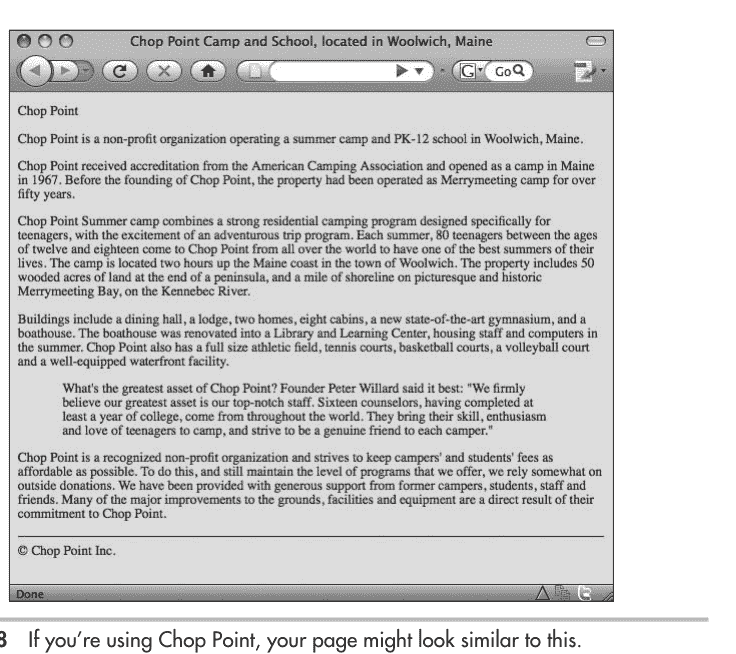 Chop Point Camp and School, located in Woolwich, Maine
G GoQ
Chop Point
Chop Point is a non-profit organization operating a summer camp and PK-12 school in Woolwich, Maine.
Chop Point received accreditation from the American Camping Association and opened as a camp in Maine
in 1967. Before the founding of Chop Point, the property had been operated as Merrymeeting camp for over
fifty years.
Chop Point Summer camp combines a strong residential camping program designed specifically for
teenagers, with the excitement of an adventurous trip program. Each summer, 80 teenagers between the ages
of twelve and eighteen come to Chop Point from all over the world to have one of the best summers of their
lives. The camp is located two hours up the Maine coast in the town of Woolwich. The property includes 50
wooded acres of land at the end of a peninsula, and a mile of shoreline on picturesque and historic
Merrymeeting Bay, on the Kennebec River.
Buildings include a dining hall, a lodge, two homes, eight cabins, a new state-of-the-art gymnasium, and a
boathouse. The boathouse was renovated into a Library and Learning Center, housing staff and computers in
the summer. Chop Point also has a full size athletic field, tennis courts, basketball courts, a volleyball court
and a well-equipped waterfront facility.
What's the greatest asset of Chop Point? Founder Peter Willard said it best: "We firmly
believe our greatest asset is our top-notch staff. Sixteen counselors, having completed at
least a year of college, come from throughout the world. They bring their skill, enthusiasm
and love of teenagers to camp, and strive to be a genuine friend to each camper."
Chop Point is a recognized non-profit organization and strives to keep campers' and students' fees as
affordable as possible. To do this, and still maintain the level of programs that we offer, we rely somewhat on
outside donations. We have been provided with generous support from former campers, students, staff and
friends. Many of the major improvements to the grounds, facilities and equipment are a direct result of their
commitment to Chop Point.
© Chop Point Inc.
Done
8 If you're using Chop Point, your page might look similar to this.